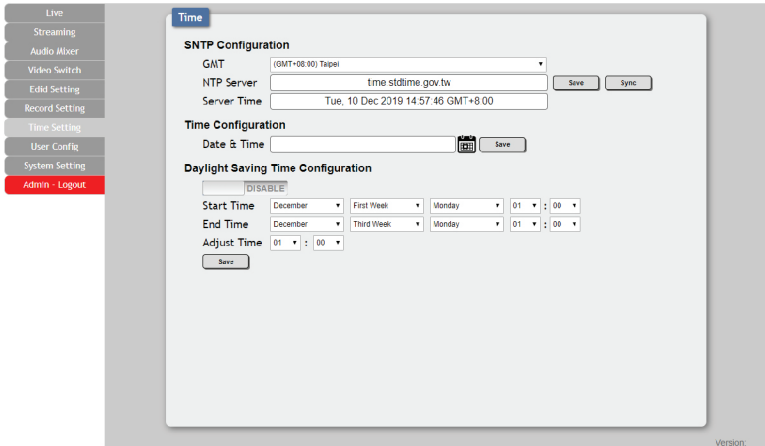 Live
Streaming
Audio Mixer
Video Switch
Edid Setting
Record Setting
Time Setting
User Config
System Setting
Admin - Logout
Time
SNTP Configuration
GMT (GMT+08:00) Taipei
NTP Server time.stdtime.gov.tw Save Sync
Server Time Tue, 10 Dec 2019 14:57:46 GMT+8:00
Time Configuration
Date & Time Save
Daylight Saving Time Configuration
DISABLE
Start Time December First Week Monday 01 : 00
End Time December Third Week Monday 01 : 00
Adjust Time 01 : 00
Save
Version: